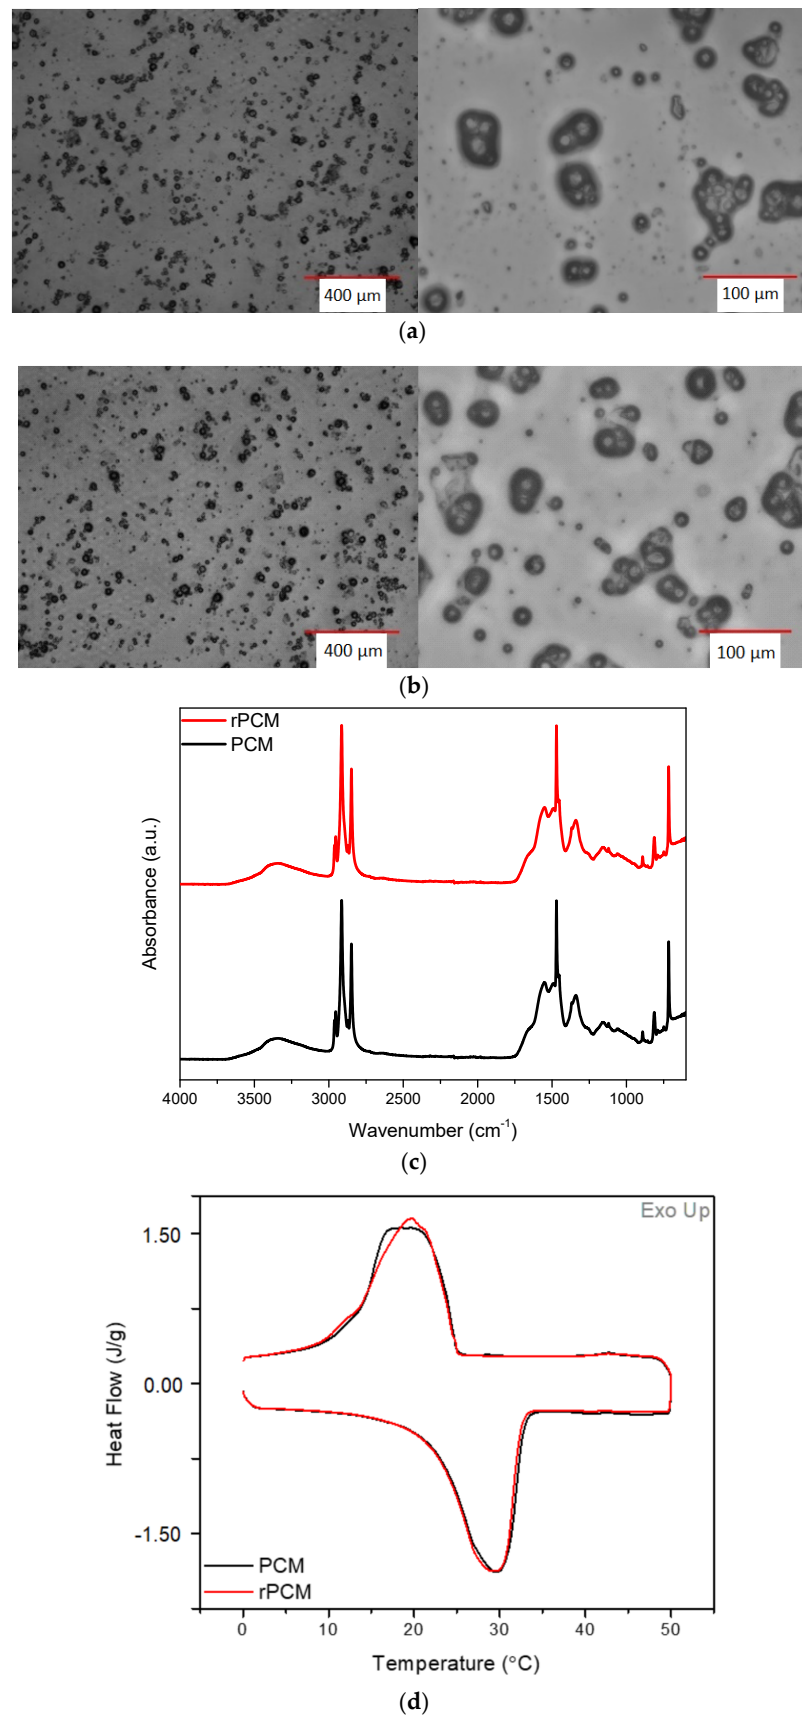 400 µm
100 µm
(a)
400 µm
100 µm
(b)
rPCM
PCM
Absorbance (a.u.)
4000 3500 3000 2500 2000 1500 1000
Wavenumber (cm-1)
(c)
Exo Up
1.50
0.00
-1.50
Heat Flow (J/g)
PCM
rPCM
0 10 20 30 40 50
Temperature (°C)
(d)